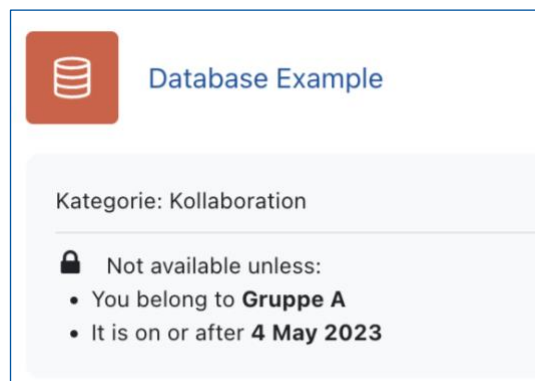 Database Example
Kategorie: Kollaboration
Not available unless:
• You belong to Gruppe A
• It is on or after 4 May 2023